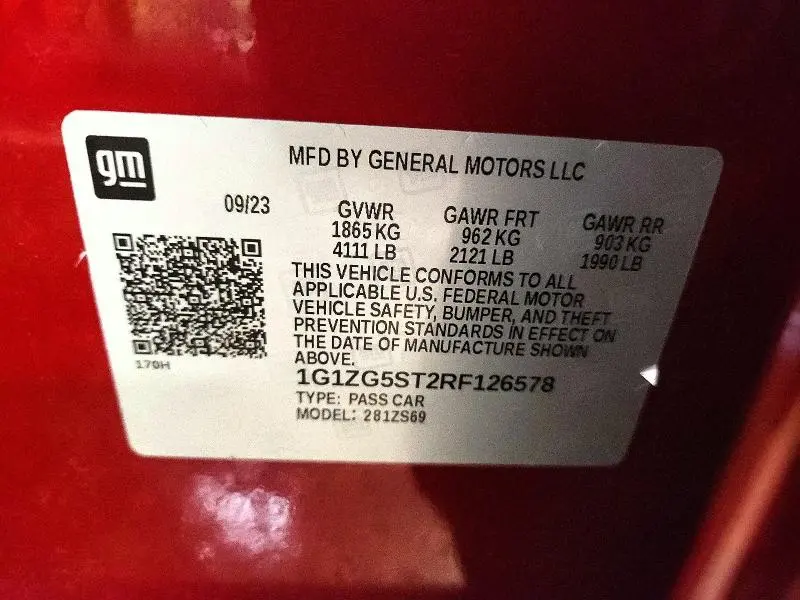 gm
MFD BY GENERAL MOTORS LLC
09/23
GVWR
1865 KG
4111 LB
GAWR FRT
962 KG
2121 LB
GAWR RR
903 KG
1990 LB
THIS VEHICLE CONFORMS TO ALL
APPLICABLE U.S. FEDERAL MOTOR
VEHICLE SAFETY, BUMPER, AND THEFT
PREVENTION STANDARDS IN EFFECT ON
THE DATE OF MANUFACTURE SHOWN
ABOVE.
170H
1G1ZG5ST2RF126578
TYPE: PASS CAR
MODEL: 281ZS69